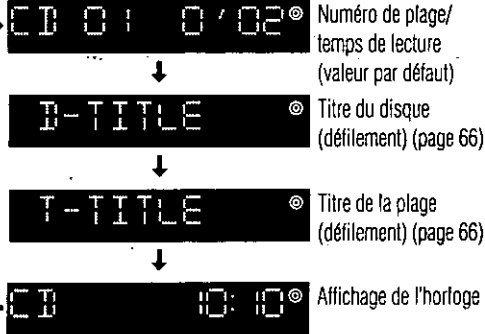 CD 01 0'02
Numéro de plage/
temps de lecture
(valeur par défaut)
D-TITLE
Titre du disque
(défilement) (page 66)
T-TITLE
Titre de la plage
(défilement) (page 66)
CD 10:10
Affichage de l'horfoge